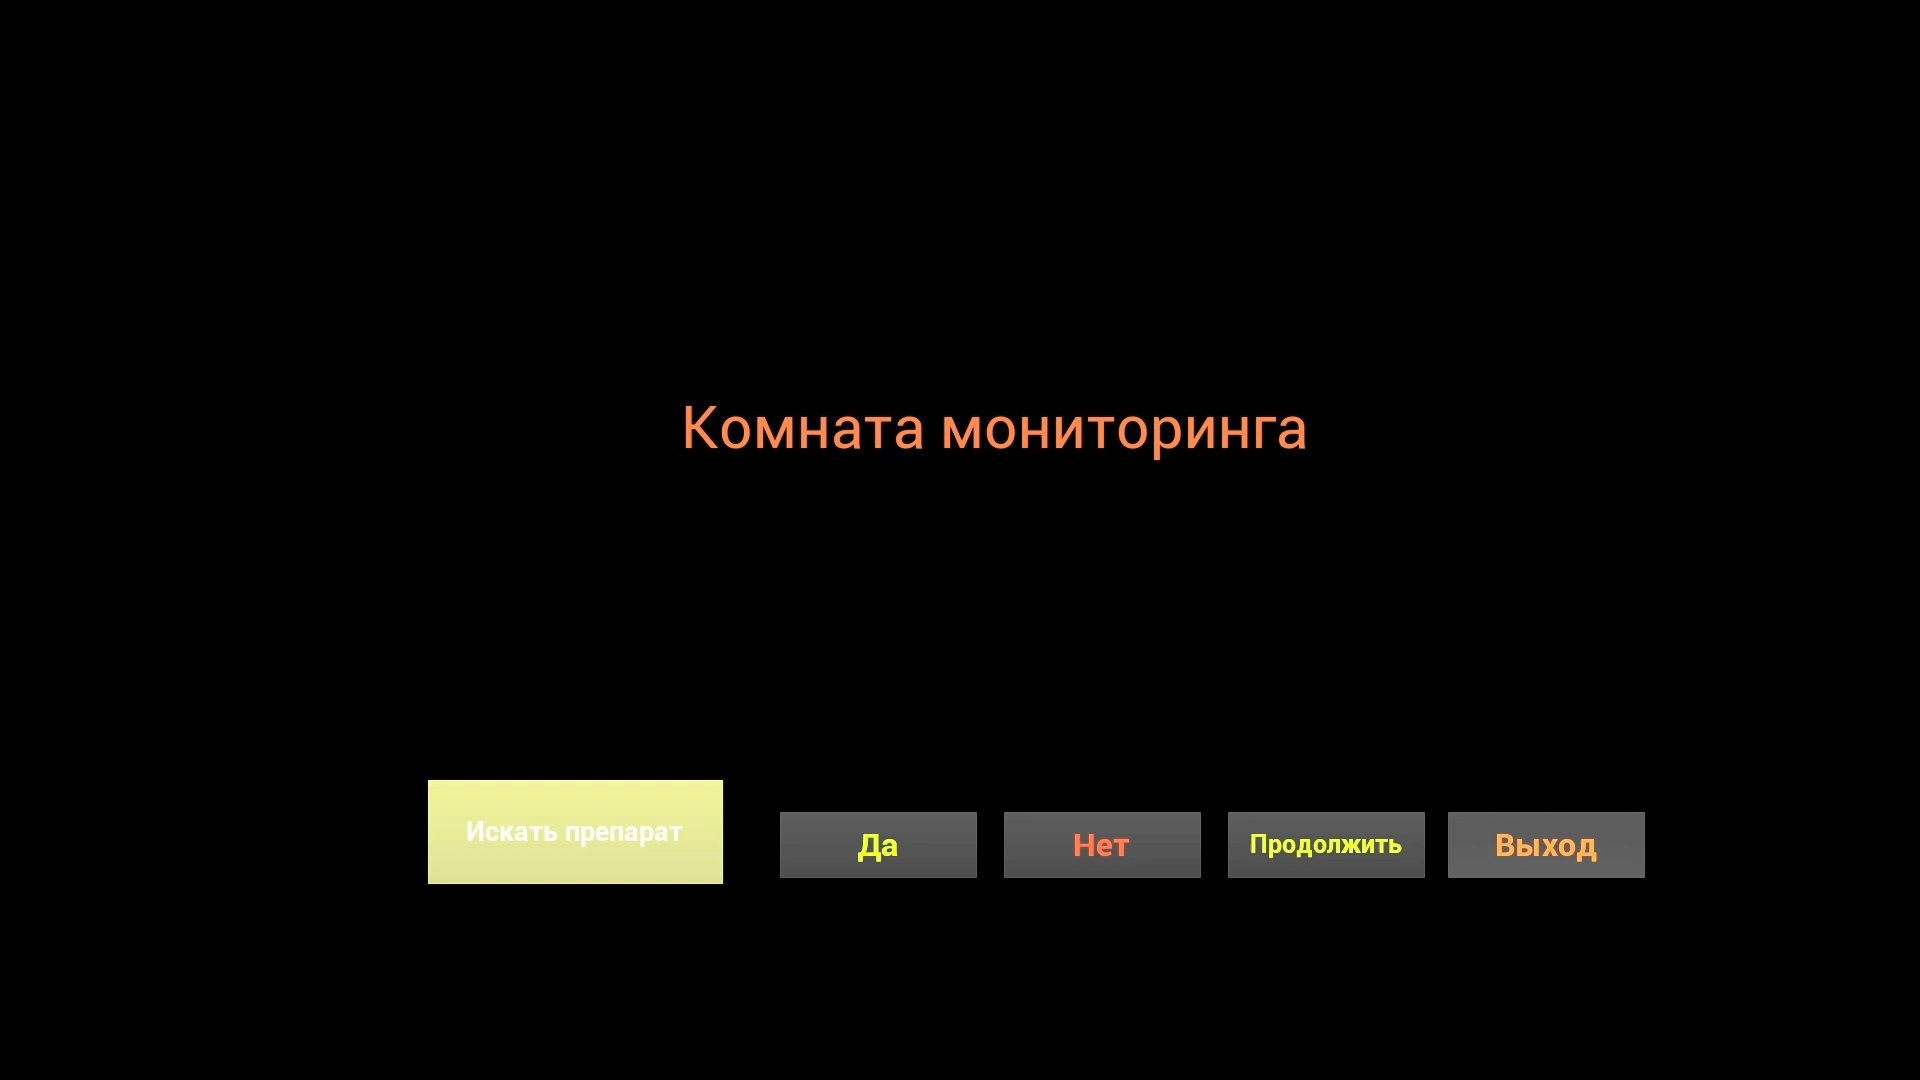 Комната мониторинга
Искать препарат
Да
Нет
Продолжить
Выход